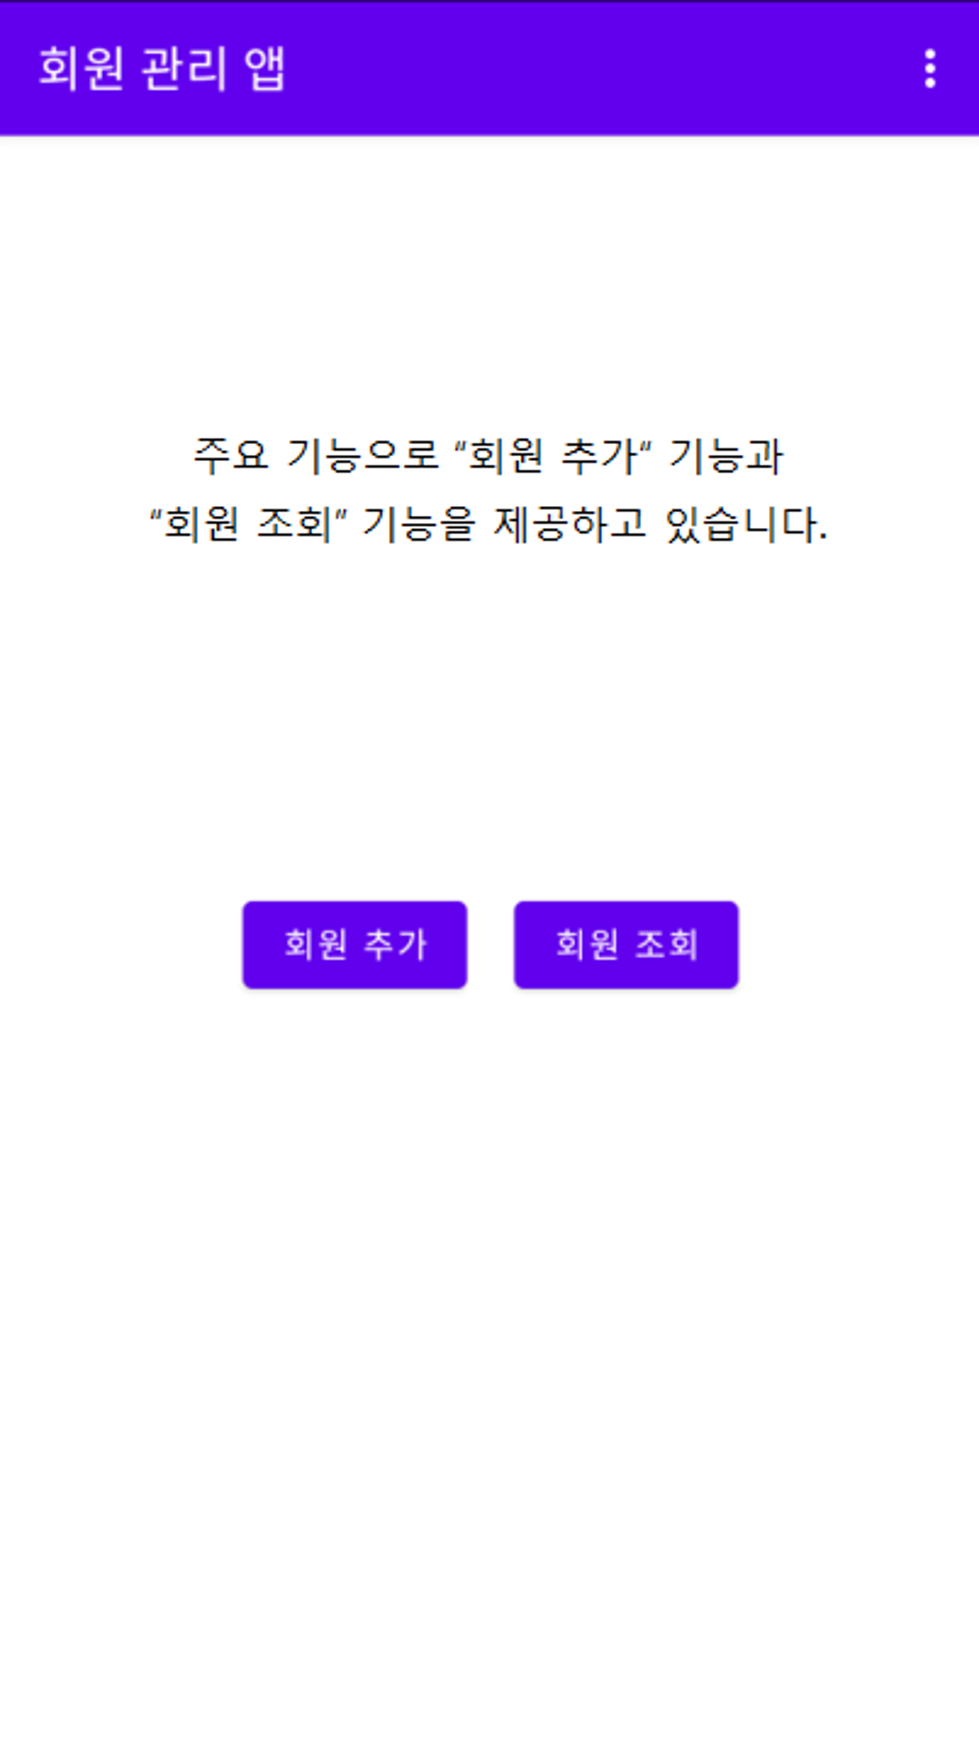 회원 관리 앱
주요 기능으로 “회원 추가“ 기능과
“회원 조회” 기능을 제공하고 있습니다.
회원 추가
회원 조회